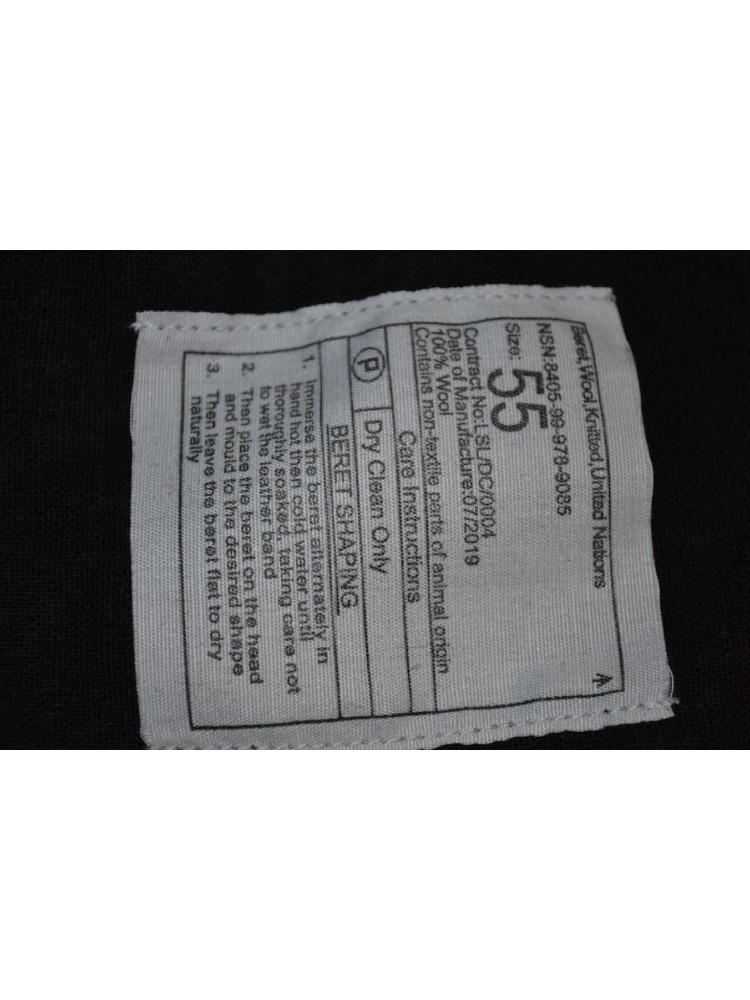 Beret,Wool,Knitted,United Nations
NSN:8405-99-978-9085
Size: 55
Contract No:LSL/DC/0004
Date of Manufacture:07/2019
100% Wool
Contains non-textile parts of animal origin
Care Instructions
P Dry Clean Only
BERET SHAPING
1. Immerse the beret alternately in
hand hot then cold water until
thoroughly soaked, taking care not
to wet the leather band
2. Then place the beret on the head
and mould to the desired shape
3. Then leave the beret flat to dry
naturally